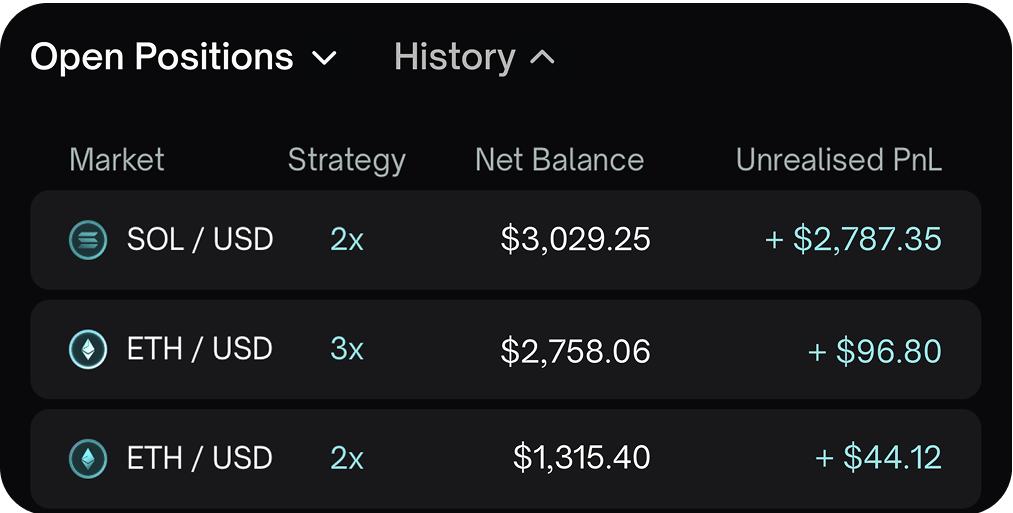 Open Positions History
Market Strategy Net Balance Unrealised PnL
SOL / USD 2x $3,029.25 + $2,787.35
ETH / USD 3x $2,758.06 + $96.80
ETH / USD 2x $1,315.40 + $44.12